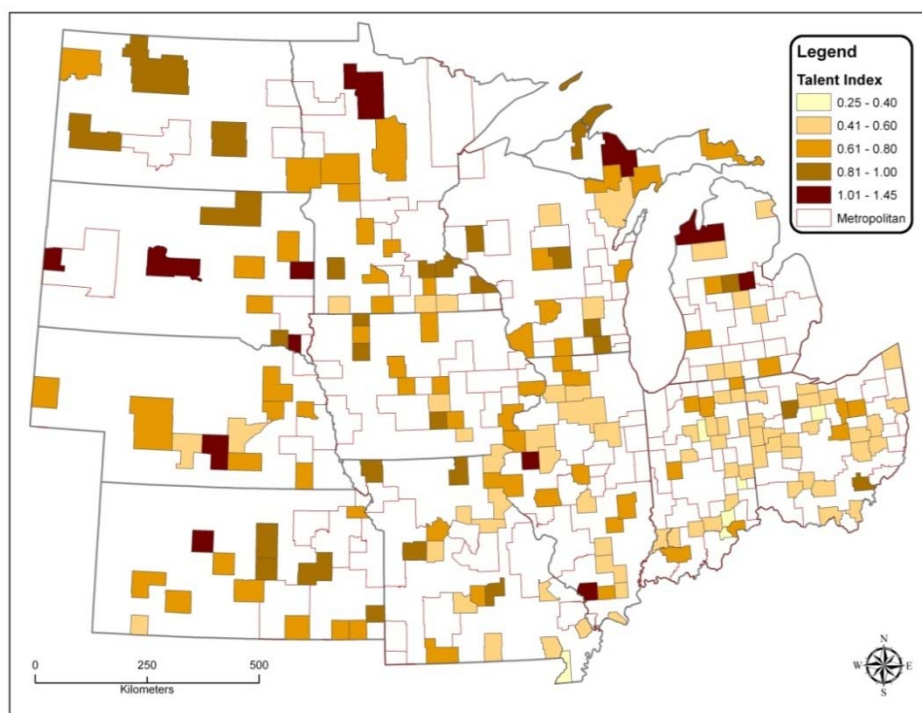 Legend
Talent Index
0.25 - 0.40
0.41 - 0.60
0.61 - 0.80
0.81 - 1.00
1.01 - 1.45
Metropolitan
N
W E
S
0 250 500
Kilometers